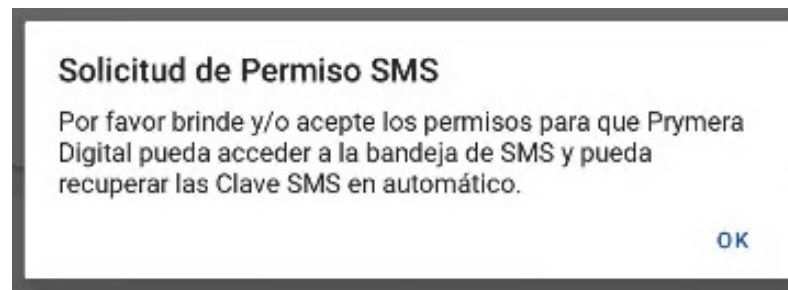 Solicitud de Permiso SMS
Por favor brinde y/o acepte los permisos para que Prymera
Digital pueda acceder a la bandeja de SMS y pueda
recuperar las Clave SMS en automático.
OK